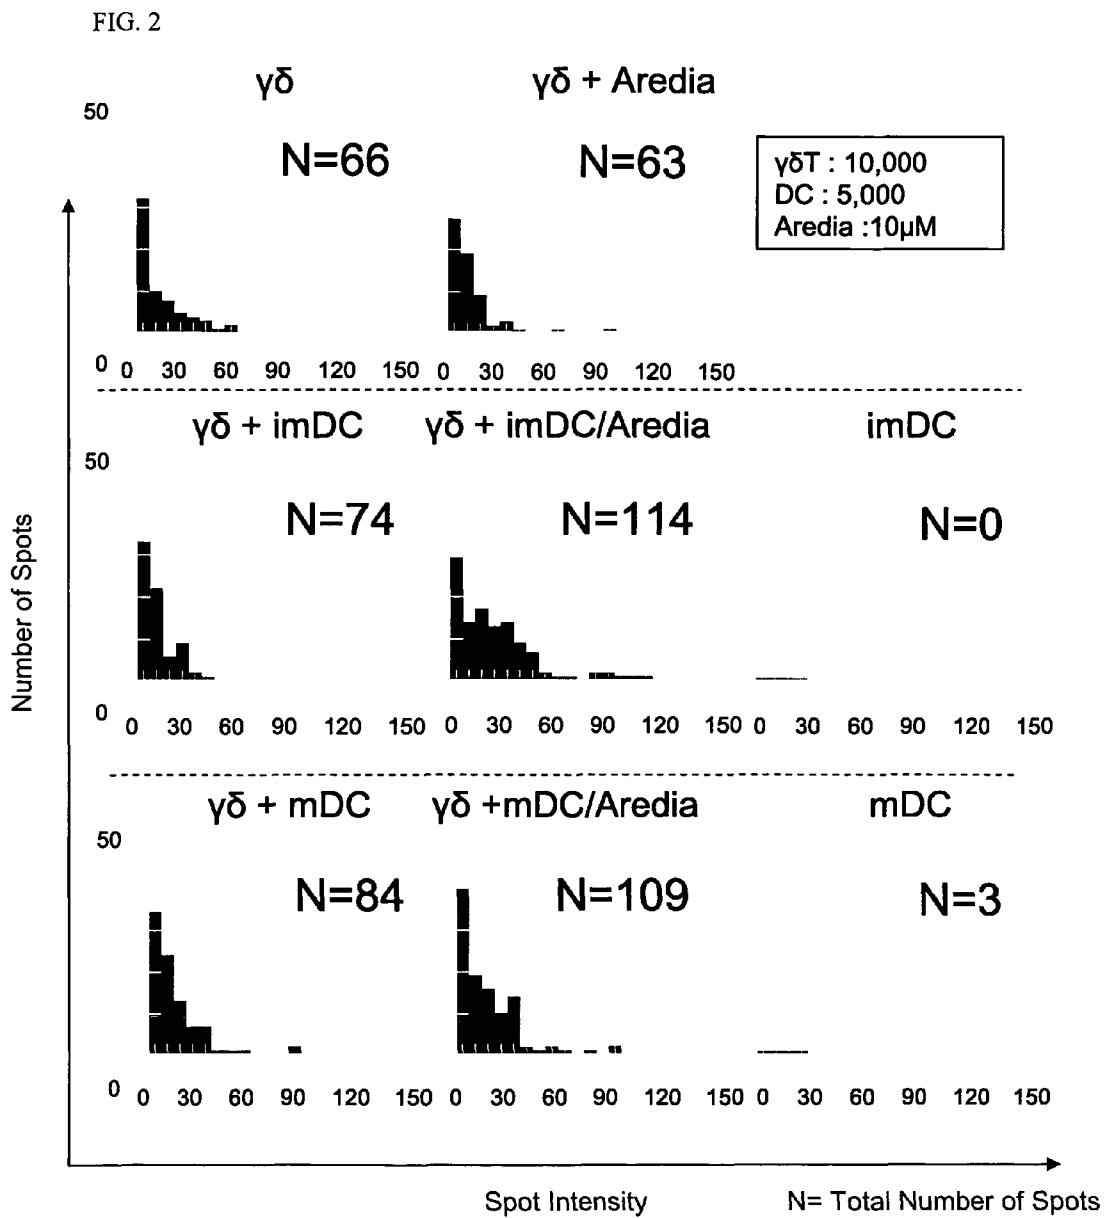 FIG. 2
γδ γδ + Aredia
50
N=66 N=63
γδT : 10,000
DC : 5,000
Aredia :10μM
0
0 30 60 90 120 150 0 30 60 90 120 150
γδ + imDC γδ + imDC/Aredia imDC
50
N=74 N=114 N=0
Number of Spots
0
0 30 60 90 120 150 0 30 60 90 120 150 0 30 60 90 120 150
γδ + mDC γδ +mDC/Aredia mDC
50
N=84 N=109 N=3
0
0 30 60 90 120 150 0 30 60 90 120 150 0 30 60 90 120 150
Spot Intensity N= Total Number of Spots